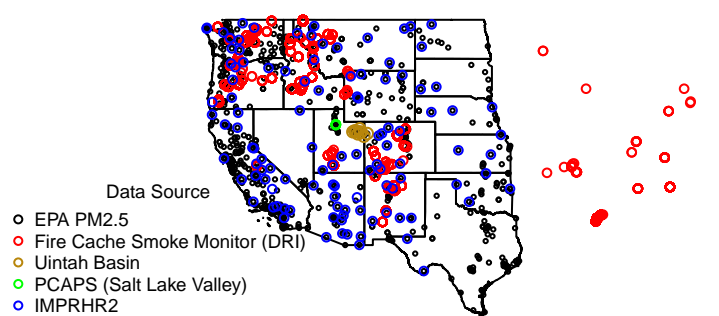 Data Source
EPA PM2.5
Fire Cache Smoke Monitor (DRI)
Uintah Basin
PCAPS (Salt Lake Valley)
IMPRHR2